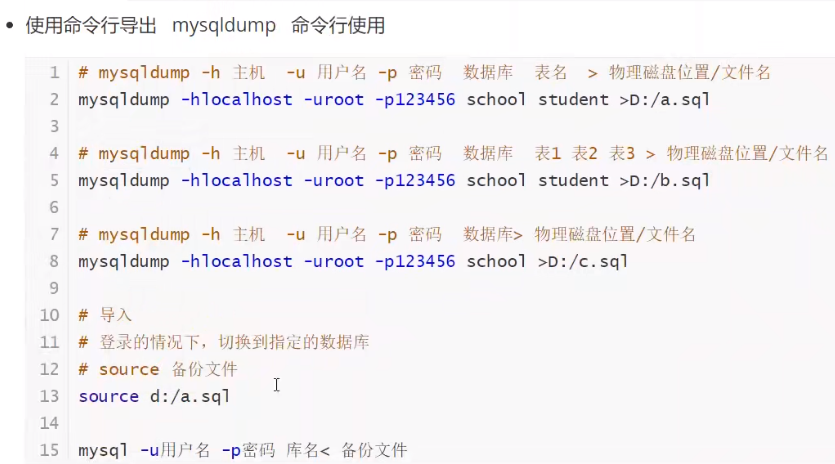 使用命令行导出 mysqldump 命令行使用
1 # mysqldump -h 主机 -u 用户名 -p 密码 数据库 表名 > 物理磁盘位置/文件名
2 mysqldump -hlocalhost -uroot -p123456 school student >D:/a.sql
3
4 # mysqldump -h 主机 -u 用户名 -p 密码 数据库 表1 表2 表3 > 物理磁盘位置/文件名
5 mysqldump -hlocalhost -uroot -p123456 school student >D:/b.sql
6
7 # mysqldump -h 主机 -u 用户名 -p 密码 数据库> 物理磁盘位置/文件名
8 mysqldump -hlocalhost -uroot -p123456 school >D:/c.sql
9
10 # 导入
11 # 登录的情况下，切换到指定的数据库
12 # source 备份文件
13 source d:/a.sql
14
15 mysql -u用户名 -p密码 库名< 备份文件